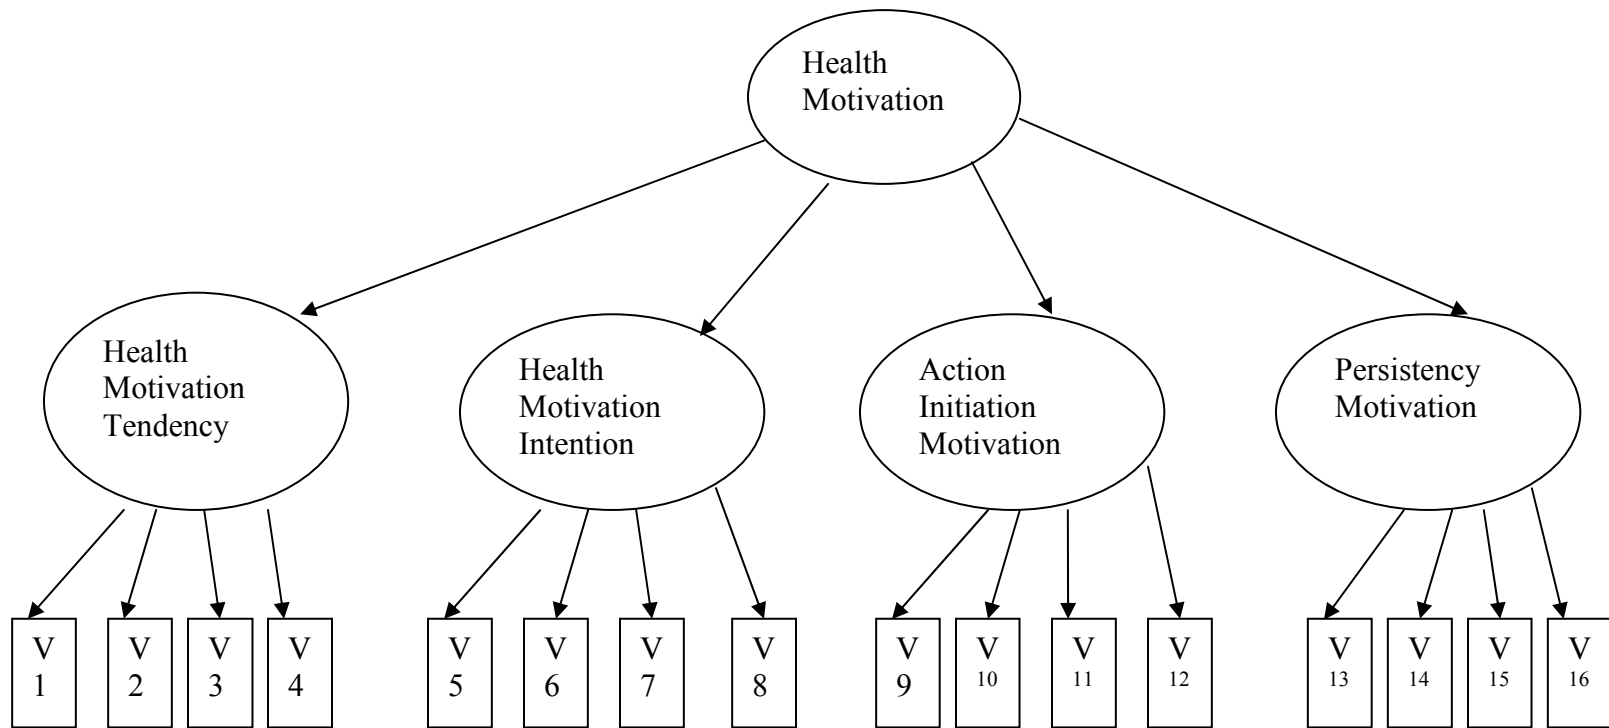 Health
Motivation
Health
Motivation
Tendency
Health
Motivation
Intention
Action
Initiation
Motivation
Persistency
Motivation
V
1
V
2
V
3
V
4
V
5
V
6
V
7
V
8
V
9
V
10
V
11
V
12
V
13
V
14
V
15
V
16